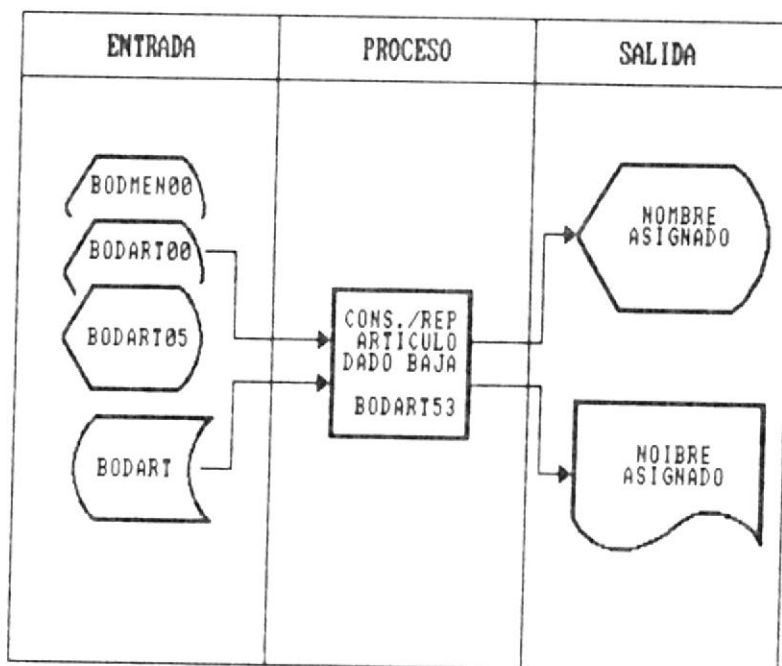 ENTRADA
PROCESO
SALIDA
BODMEN00
BODART00
BODART05
BODART
CONS./REP
ARTICULO
DADO BAJA
BODART53
NOMBRE
ASIGNADO
NOIBRE
ASIGNADO